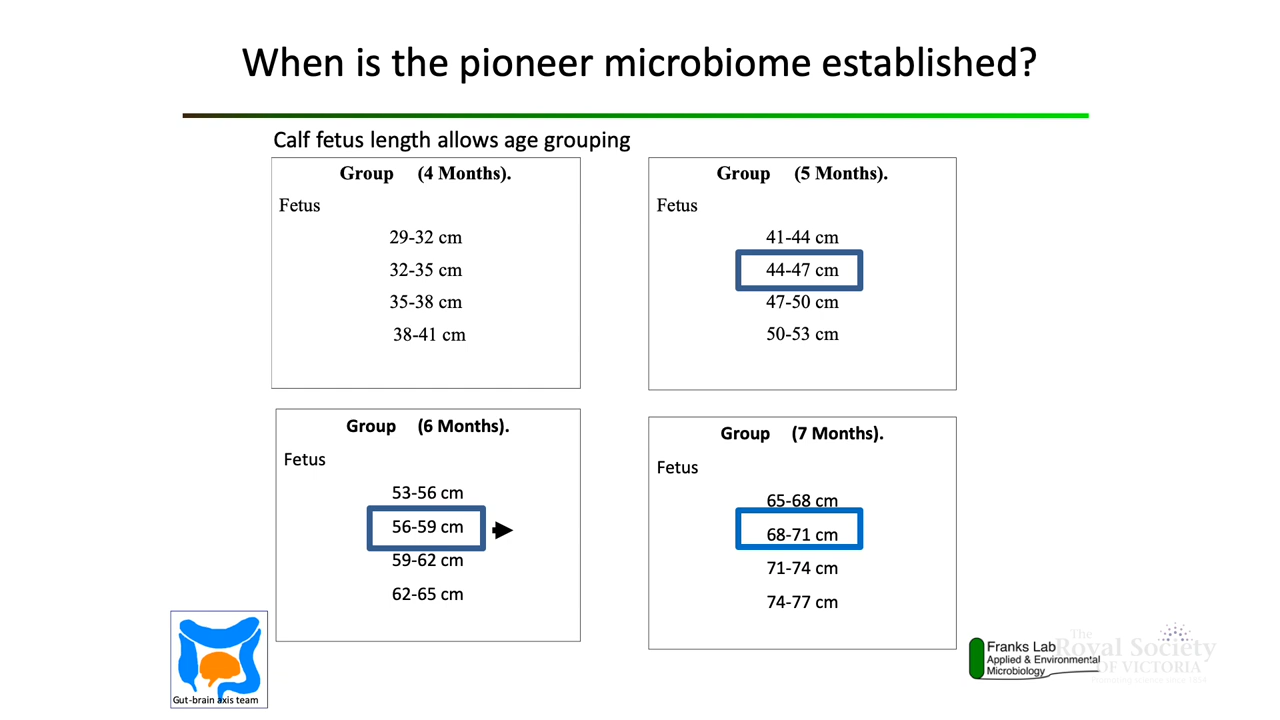 When is the pioneer microbiome established?
Calf fetus length allows age grouping
Group (4 Months).
Fetus
29-32 cm
32-35 cm
35-38 cm
38-41 cm
Group (5 Months).
Fetus
41-44 cm
44-47 cm
47-50 cm
50-53 cm
Group (6 Months).
Fetus
53-56 cm
56-59 cm
59-62 cm
62-65 cm
Group (7 Months).
Fetus
65-68 cm
68-71 cm
71-74 cm
74-77 cm
Gut-brain axis team
Franks Lab
Applied & Environmental
Microbiology
The
Royal Society
OF VICTORIA
Promoting science since 1854